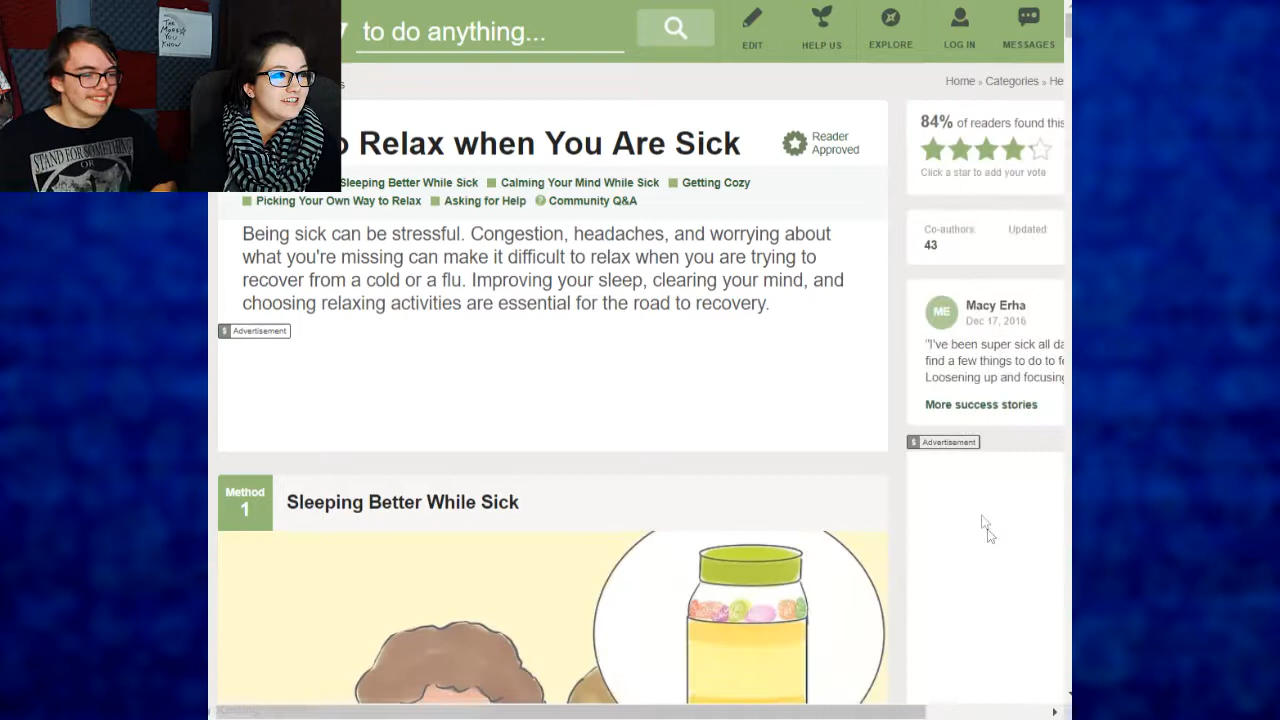 THE
MORE
YOU
KNOW
STAND FOR SOMETHING
OR
to do anything...
EDIT
HELP US
EXPLORE
LOG IN
MESSAGES
Home » Categories » He
Relax when You Are Sick
Reader
Approved
Sleeping Better While Sick
Calming Your Mind While Sick
Getting Cozy
Picking Your Own Way to Relax
Asking for Help
? Community Q&A
Being sick can be stressful. Congestion, headaches, and worrying about
what you're missing can make it difficult to relax when you are trying to
recover from a cold or a flu. Improving your sleep, clearing your mind, and
choosing relaxing activities are essential for the road to recovery.
$ Advertisement
84% of readers found this
Click a star to add your vote
Co-authors:
Updated:
43
ME
Macy Erha
Dec 17, 2016
"I've been super sick all da
find a few things to do to fe
Loosening up and focusing
More success stories
$ Advertisement
Method
1
Sleeping Better While Sick